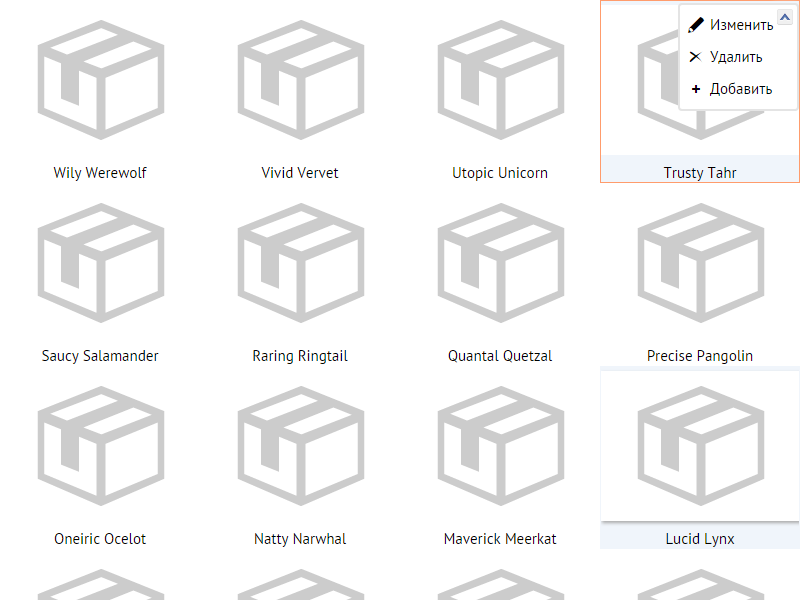 Изменить
Удалить
Добавить
Wily Werewolf
Vivid Vervet
Utopic Unicorn
Trusty Tahr
Saucy Salamander
Raring Ringtail
Quantal Quetzal
Precise Pangolin
Oneiric Ocelot
Natty Narwhal
Maverick Meerkat
Lucid Lynx